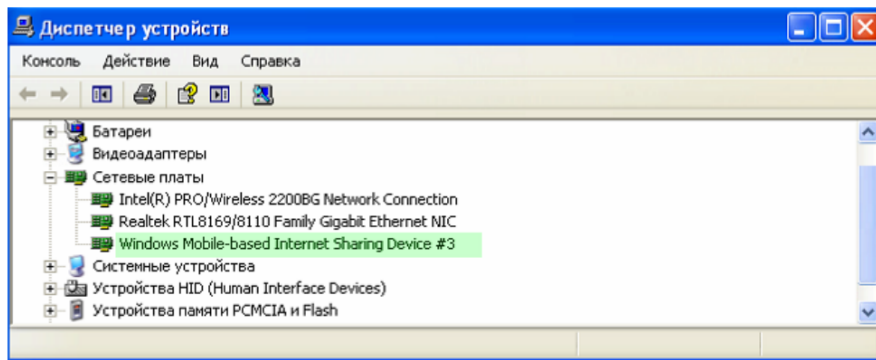 Диспетчер устройств
Консоль Действие Вид Справка
Батареи
Видеоадаптеры
Сетевые платы
Intel(R) PRO/Wireless 2200BG Network Connection
Realtek RTL8169/8110 Family Gigabit Ethernet NIC
Windows Mobile-based Internet Sharing Device #3
Системные устройства
Устройства HID (Human Interface Devices)
Устройства памяти PCMCIA и Flash